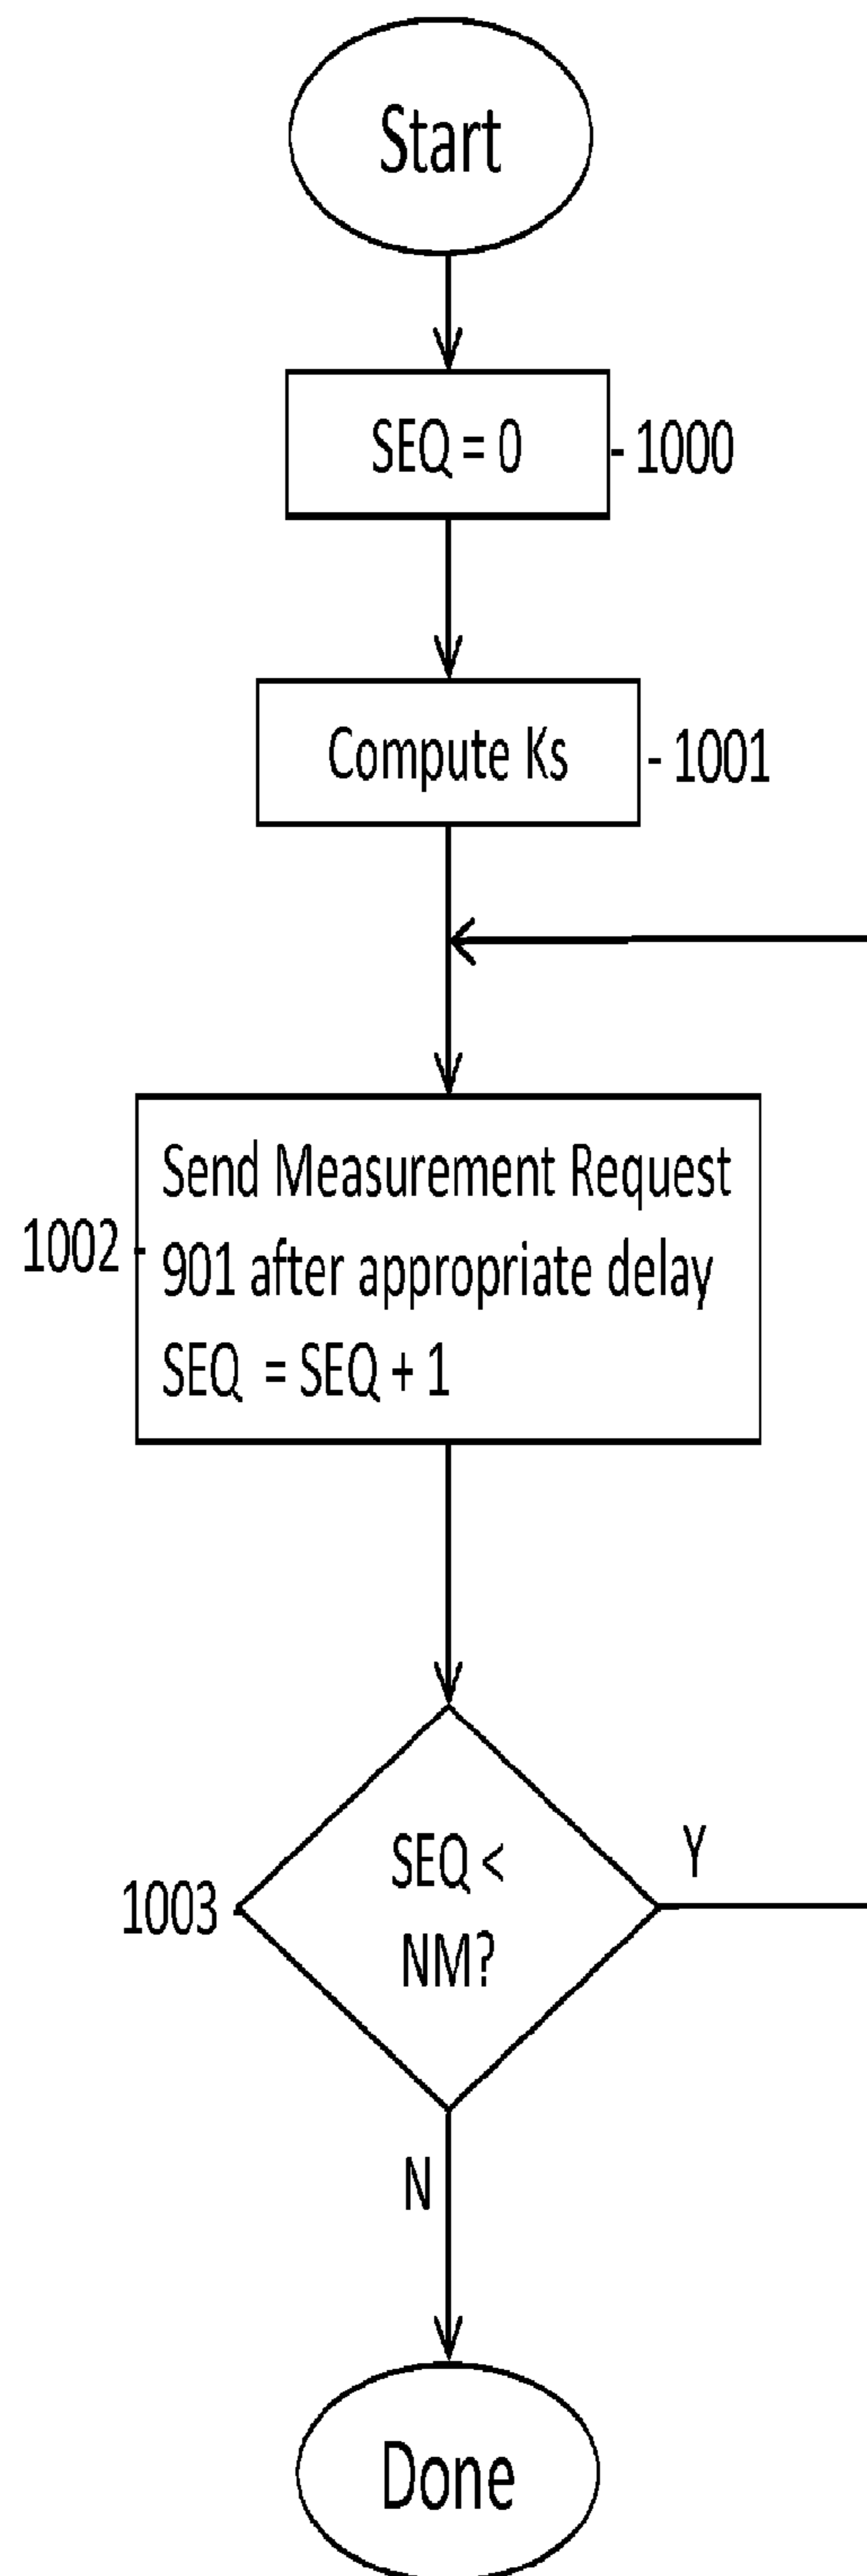 Start
SEQ = 0
- 1000
Compute Ks
- 1001
Send Measurement Request
1002 -
901 after appropriate delay
SEQ = SEQ + 1
SEQ <
Y
1003
NM?
N
Done